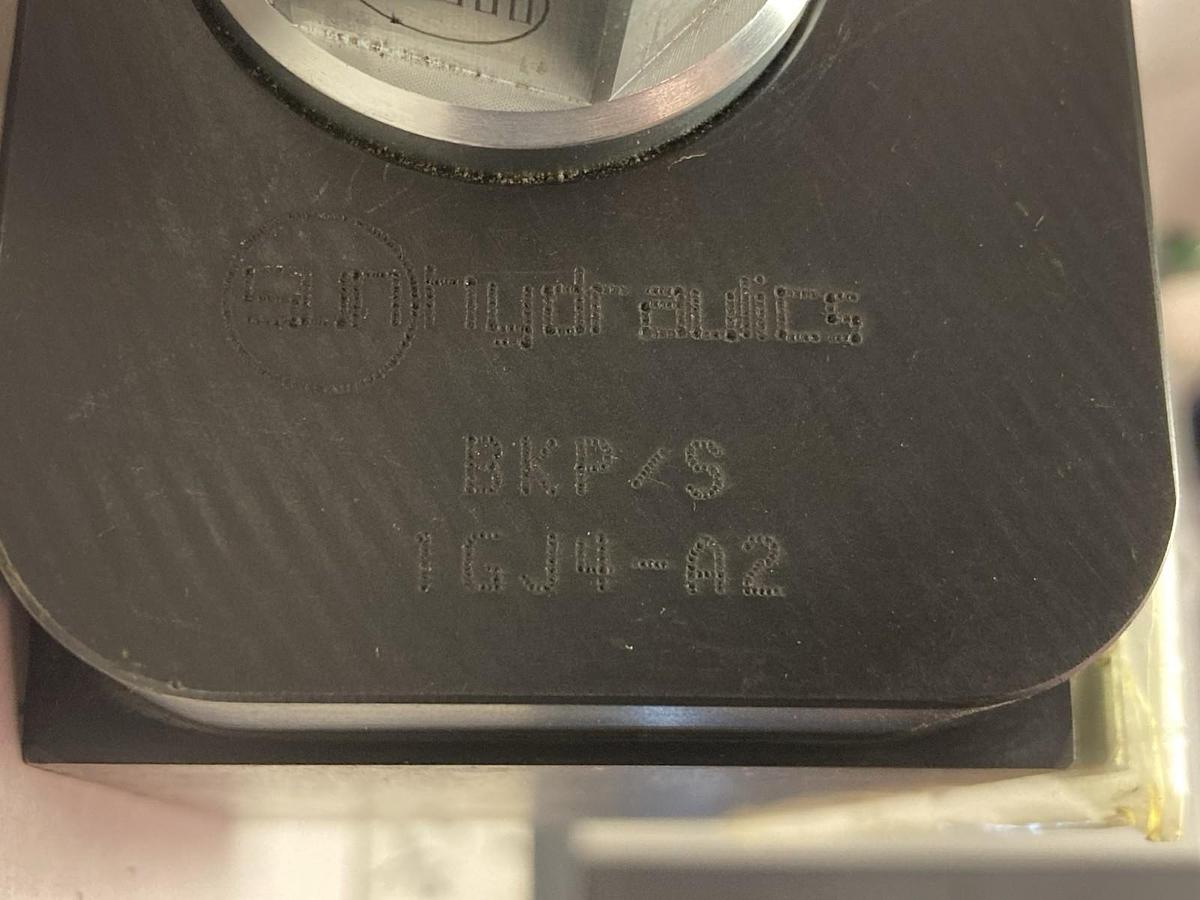 sun hydraulics
BKP/S
1GJ4-A2